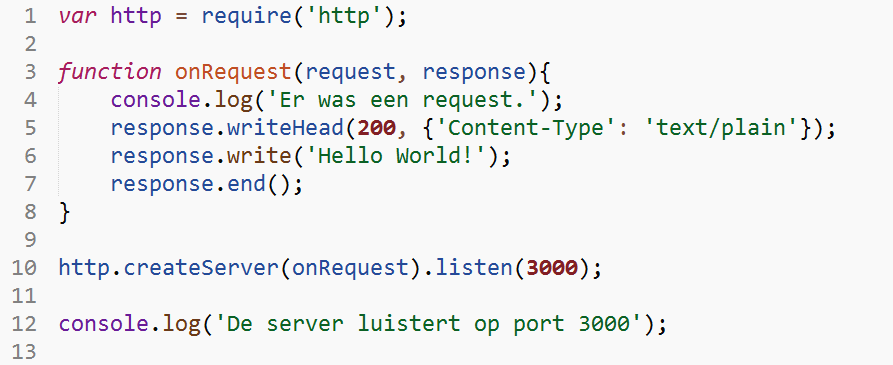 1 var http = require('http');
2
3 function onRequest(request, response){
4     console.log('Er was een request.');
5     response.writeHead(200, {'Content-Type': 'text/plain'});
6     response.write('Hello World!');
7     response.end();
8 }
9
10 http.createServer(onRequest).listen(3000);
11
12 console.log('De server luistert op port 3000');
13